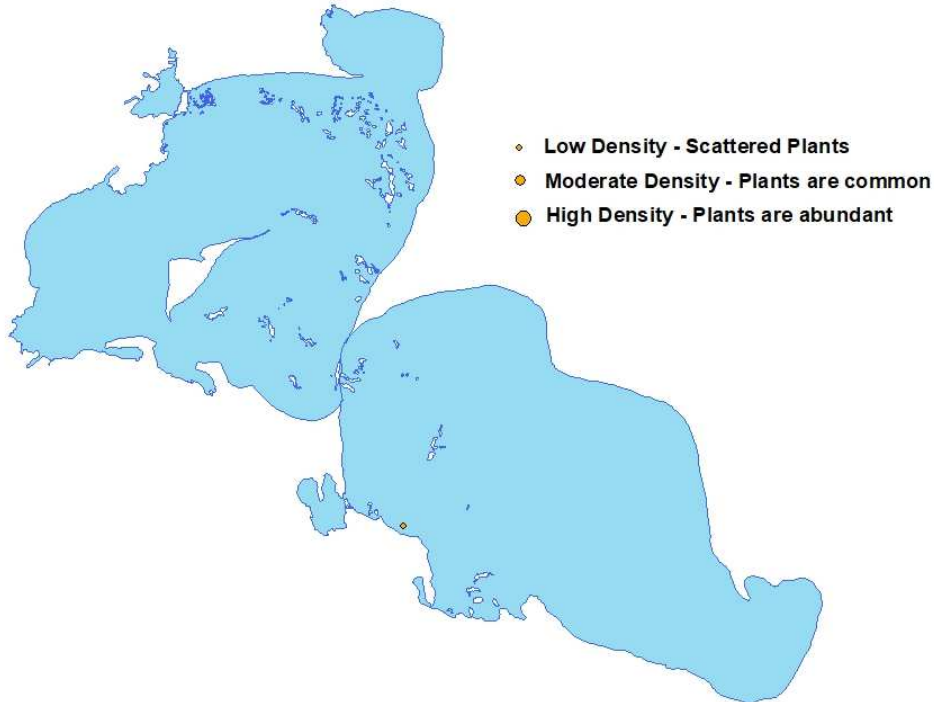 Low Density - Scattered Plants
Moderate Density - Plants are common
High Density - Plants are abundant